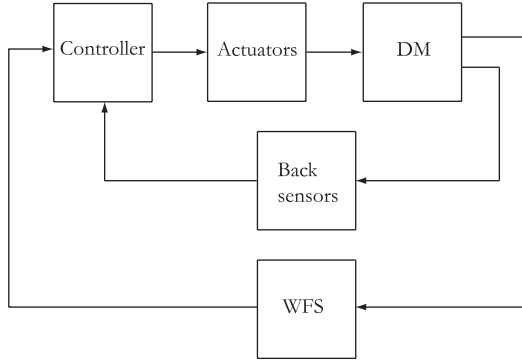 Controller
Actuators
DM
Back
sensors
WFS